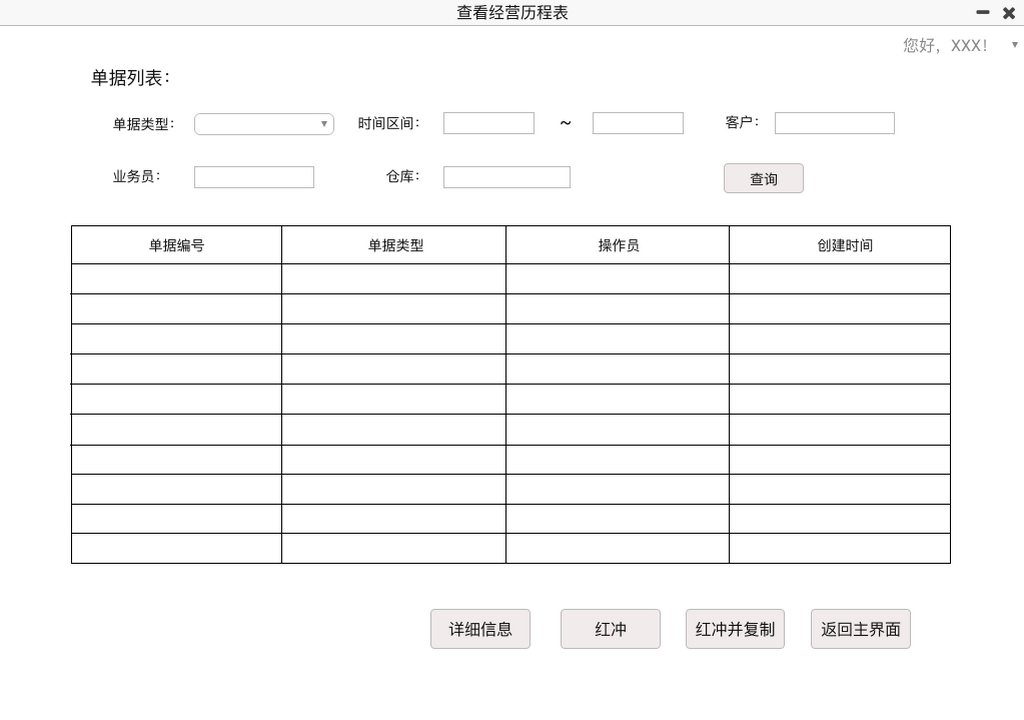 查看经营历程表
您好，XXX！
单据列表：
单据类型： 时间区间： ~ 客户：
业务员： 仓库： 查询
单据编号 单据类型 操作员 创建时间
详细信息 红冲 红冲并复制 返回主界面